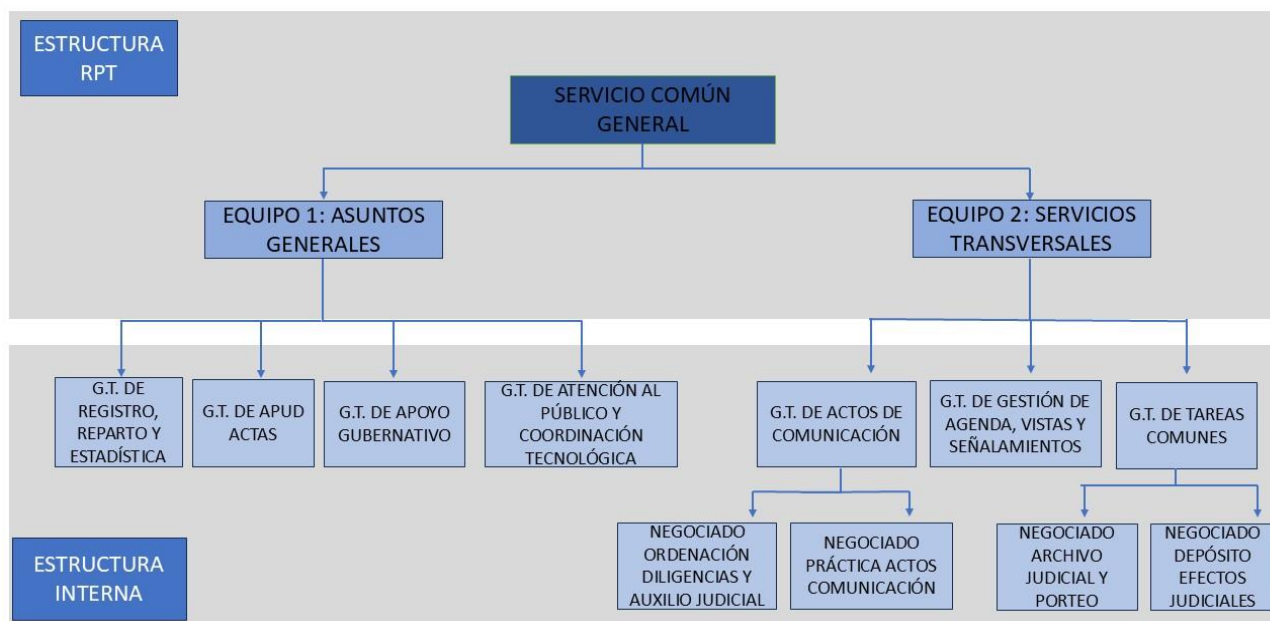 ESTRUCTURA
RPT
SERVICIO COMÚN
GENERAL
EQUIPO 1: ASUNTOS
GENERALES
EQUIPO 2: SERVICIOS
TRANSVERSALES
G.T. DE
REGISTRO,
REPARTO Y
ESTADÍSTICA
G.T. DE APUD
ACTAS
G.T. DE APOYO
GUBERNATIVO
G.T. DE ATENCIÓN AL
PÚBLICO Y
COORDINACIÓN
TECNOLÓGICA
G.T. DE ACTOS DE
COMUNICACIÓN
G.T. DE GESTIÓN DE
AGENDA, VISTAS Y
SEÑALAMIENTOS
G.T. DE TAREAS
COMUNES
NEGOCIADO
ORDENACIÓN
DILIGENCIAS Y
AUXILIO JUDICIAL
NEGOCIADO
PRÁCTICA ACTOS
COMUNICACIÓN
NEGOCIADO
ARCHIVO
JUDICIAL Y
PORTEO
NEGOCIADO
DEPÓSITO
EFECTOS
JUDICIALES
ESTRUCTURA
INTERNA